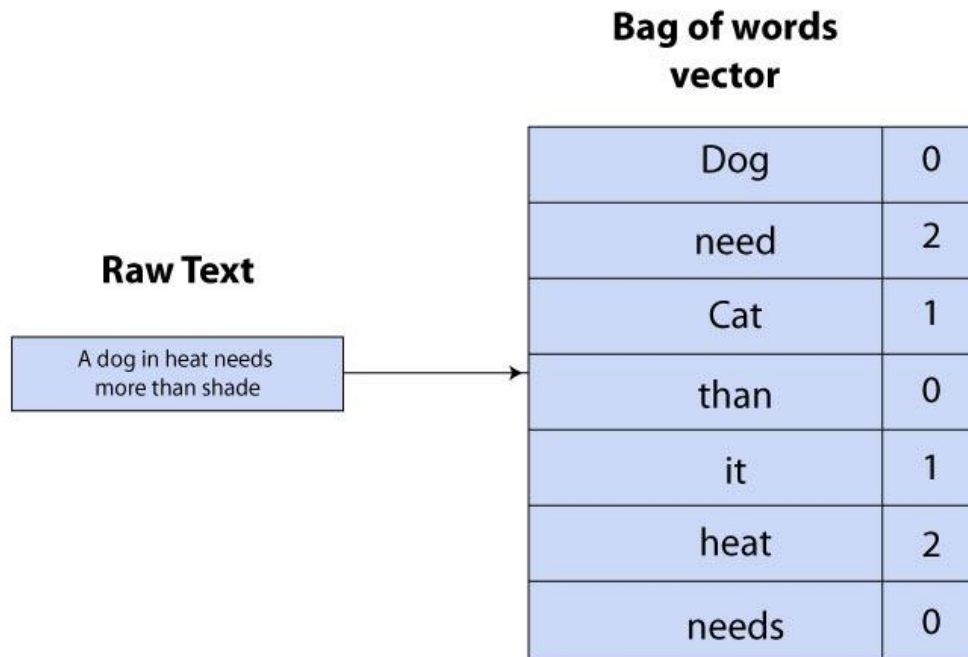 Bag of words
vector
Raw Text
A dog in heat needs
more than shade
Dog 0
need 2
Cat 1
than 0
it 1
heat 2
needs 0